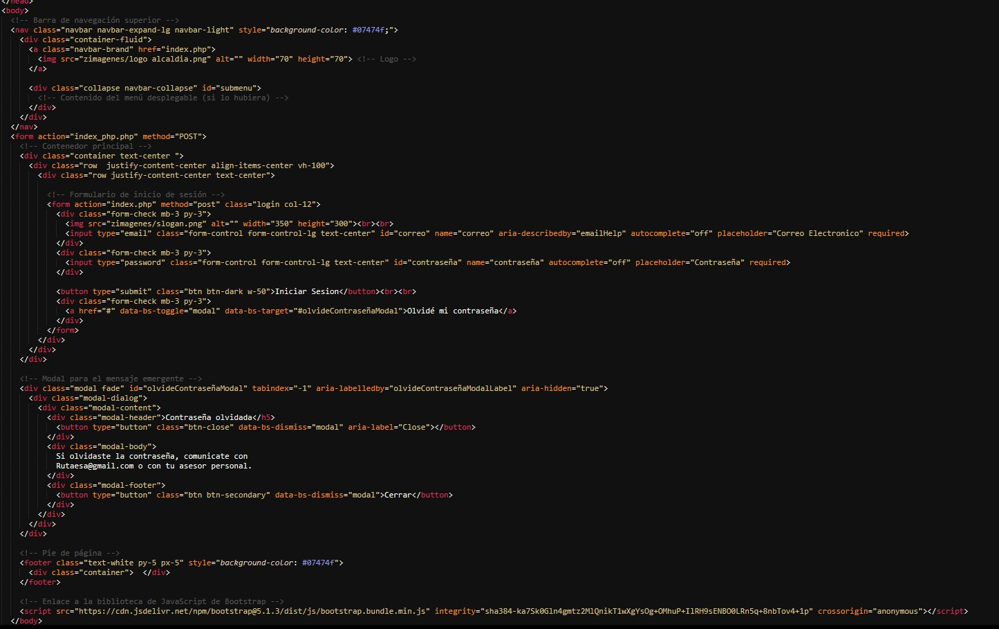 </head>
<body>
<!-- Barra de navegación superior -->
<nav class="navbar navbar-expand-lg navbar-light" style="background-color: #07474f;">
<div class="container-fluid">
<a class="navbar-brand" href="index.php">
<img src="zimagenes/logo alcaldia.png" alt="" width="70" height="70"> <!-- Logo -->
</a>
<div class="collapse navbar-collapse" id="submenu">
<!-- Contenido del menú desplegable (si lo hubiera) -->
</div>
</div>
</nav>
<form action="index_php.php" method="POST">
<!-- Contenedor principal -->
<div class="container text-center ">
<div class="row  justify-content-center align-items-center vh-100">
<div class="row justify-content-center text-center">
<!-- Formulario de inicio de sesión -->
<form action="index.php" method="post" class="login col-12">
<div class="form-check mb-3 py-3">
<img src="zimagenes/slogan.png" alt="" width="350" height="300"><br><br>
<input type="email" class="form-control form-control-lg text-center" id="correo" name="correo" aria-describedby="emailHelp" autocomplete="off" placeholder="Correo Electronico" required>
</div>
<div class="form-check mb-3 py-3">
<input type="password" class="form-control form-control-lg text-center" id="contraseña" name="contraseña" autocomplete="off" placeholder="Contraseña" required>
</div>
<button type="submit" class="btn btn-dark w-50">Iniciar Sesion</button><br><br>
<div class="form-check mb-3 py-3">
<a href="#" data-bs-toggle="modal" data-bs-target="#olvideContraseñaModal">Olvidé mi contraseña</a>
</div>
</form>
</div>
</div>
</div>
<!-- Modal para el mensaje emergente -->
<div class="modal fade" id="olvideContraseñaModal" tabindex="-1" aria-labelledby="olvideContraseñaModalLabel" aria-hidden="true">
<div class="modal-dialog">
<div class="modal-content">
<div class="modal-header">Contraseña olvidada</h5>
<button type="button" class="btn-close" data-bs-dismiss="modal" aria-label="Close"></button>
</div>
<div class="modal-body">
Si olvidaste la contraseña, comunicate con
Rutaesa@gmail.com o con tu asesor personal.
</div>
<div class="modal-footer">
<button type="button" class="btn btn-secondary" data-bs-dismiss="modal">Cerrar</button>
</div>
</div>
</div>
</div>
<!-- Pie de página -->
<footer class="text-white py-5 px-5" style="background-color: #07474f">
<div class="container">  </div>
</footer>
<!-- Enlace a la biblioteca de JavaScript de Bootstrap -->
<script src="https://cdn.jsdelivr.net/npm/bootstrap@5.1.3/dist/js/bootstrap.bundle.min.js" integrity="sha384-ka7Sk0Gln4gmtz2MlQnikT1wXgYsOg+OMhuP+IlRH9sENBO0LRn5q+8nbTov4+1p" crossorigin="anonymous"></script>
</body>